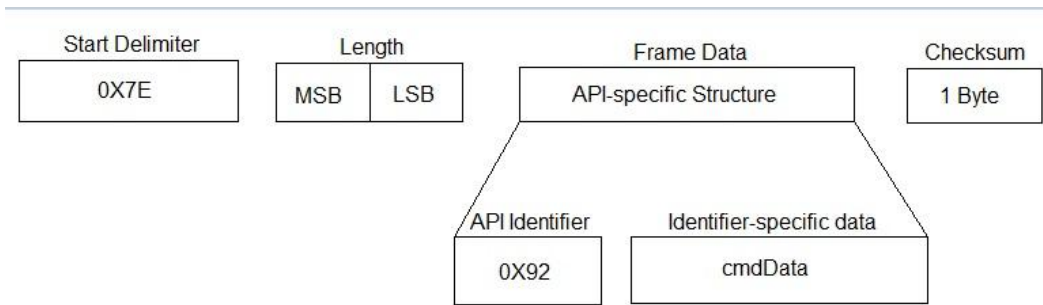 Start Delimiter
Length
Frame Data
Checksum
0X7E
MSB
LSB
API-specific Structure
1 Byte
API Identifier
Identifier-specific data
0X92
cmdData